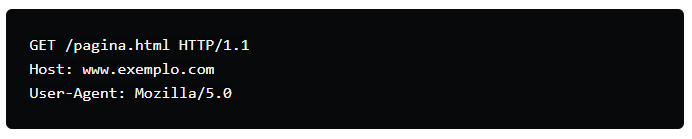 GET /pagina.html HTTP/1.1
Host: www.exemplo.com
User-Agent: Mozilla/5.0